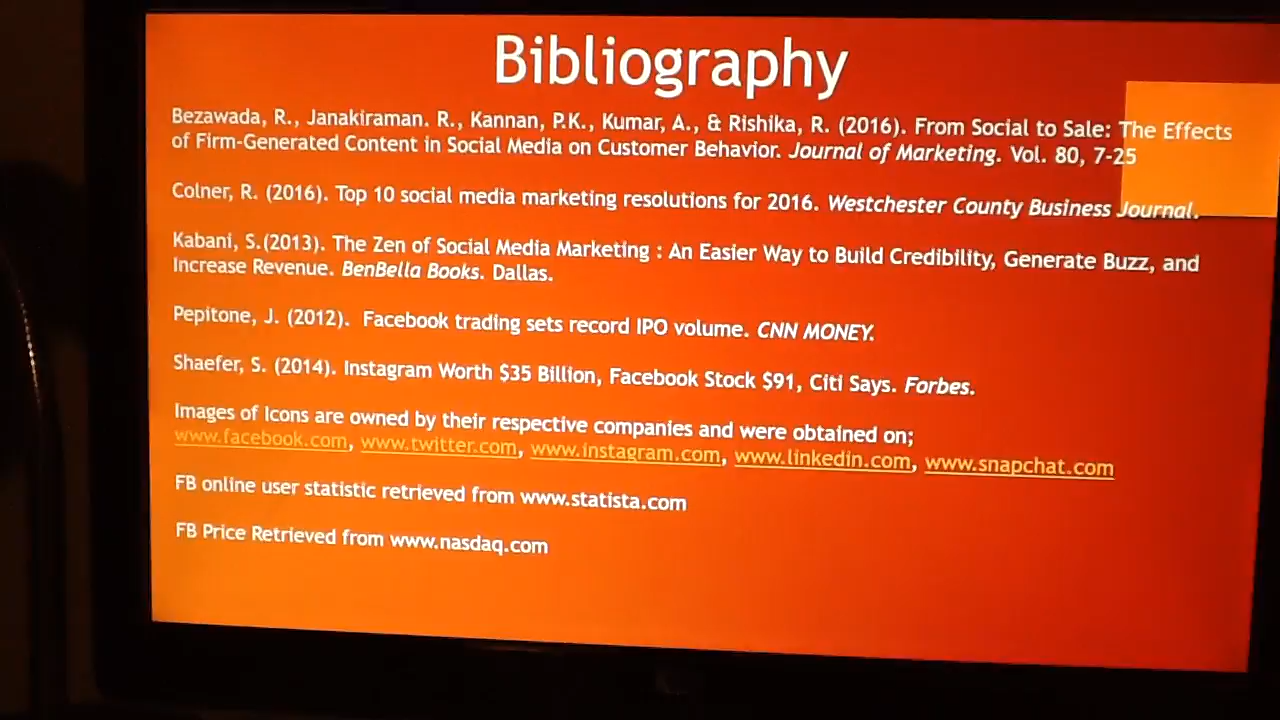 Bibliography
Bezawada, R., Janakiraman. R., Kannan, P.K., Kumar, A., & Rishika, R. (2016). From Social to Sale: The Effects
of Firm-Generated Content in Social Media on Customer Behavior. Journal of Marketing. Vol. 80, 7-25
Colner, R. (2016). Top 10 social media marketing resolutions for 2016. Westchester County Business Journal.
Kabani, S.(2013). The Zen of Social Media Marketing : An Easier Way to Build Credibility, Generate Buzz, and
Increase Revenue. BenBella Books. Dallas.
Pepitone, J. (2012).  Facebook trading sets record IPO volume. CNN MONEY.
Shaefer, S. (2014). Instagram Worth $35 Billion, Facebook Stock $91, Citi Says. Forbes.
Images of Icons are owned by their respective companies and were obtained on;
www.facebook.com, www.twitter.com, www.instagram.com, www.linkedin.com, www.snapchat.com
FB online user statistic retrieved from www.statista.com
FB Price Retrieved from www.nasdaq.com